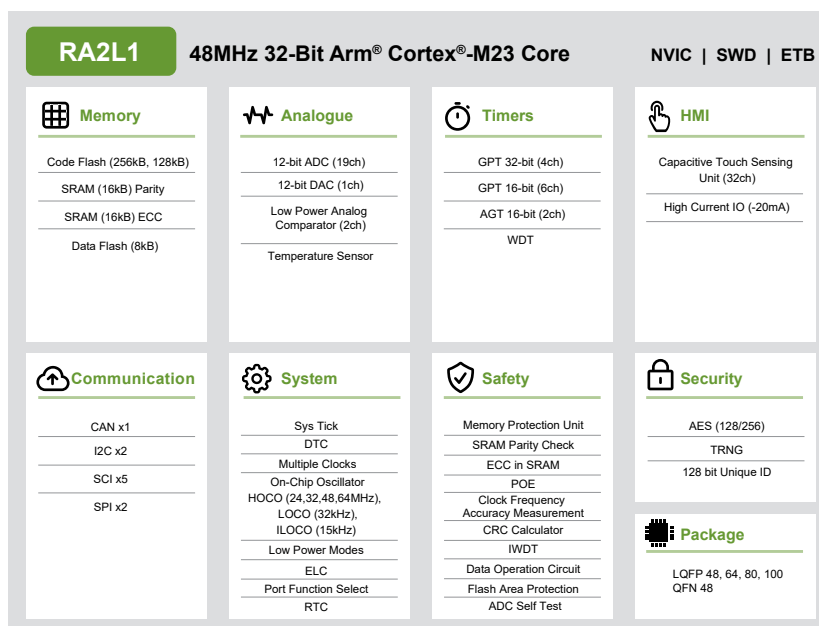 RA2L1
48MHz 32-Bit Arm® Cortex®-M23 Core
NVIC | SWD | ETB
Memory
Code Flash (256kB, 128kB)
SRAM (16kB) Parity
SRAM (16kB) ECC
Data Flash (8kB)
Analogue
12-bit ADC (19ch)
12-bit DAC (1ch)
Low Power Analog
Comparator (2ch)
Temperature Sensor
Timers
GPT 32-bit (4ch)
GPT 16-bit (6ch)
AGT 16-bit (2ch)
WDT
HMI
Capacitive Touch Sensing
Unit (32ch)
High Current IO (-20mA)
Communication
CAN x1
I2C x2
SCI x5
SPI x2
System
Sys Tick
DTC
Multiple Clocks
On-Chip Oscillator
HOCO (24,32,48,64MHz),
LOCO (32kHz),
ILOCO (15kHz)
Low Power Modes
ELC
Port Function Select
RTC
Safety
Memory Protection Unit
SRAM Parity Check
ECC in SRAM
POE
Clock Frequency
Accuracy Measurement
CRC Calculator
IWDT
Data Operation Circuit
Flash Area Protection
ADC Self Test
Security
AES (128/256)
TRNG
128 bit Unique ID
Package
LQFP 48, 64, 80, 100
QFN 48